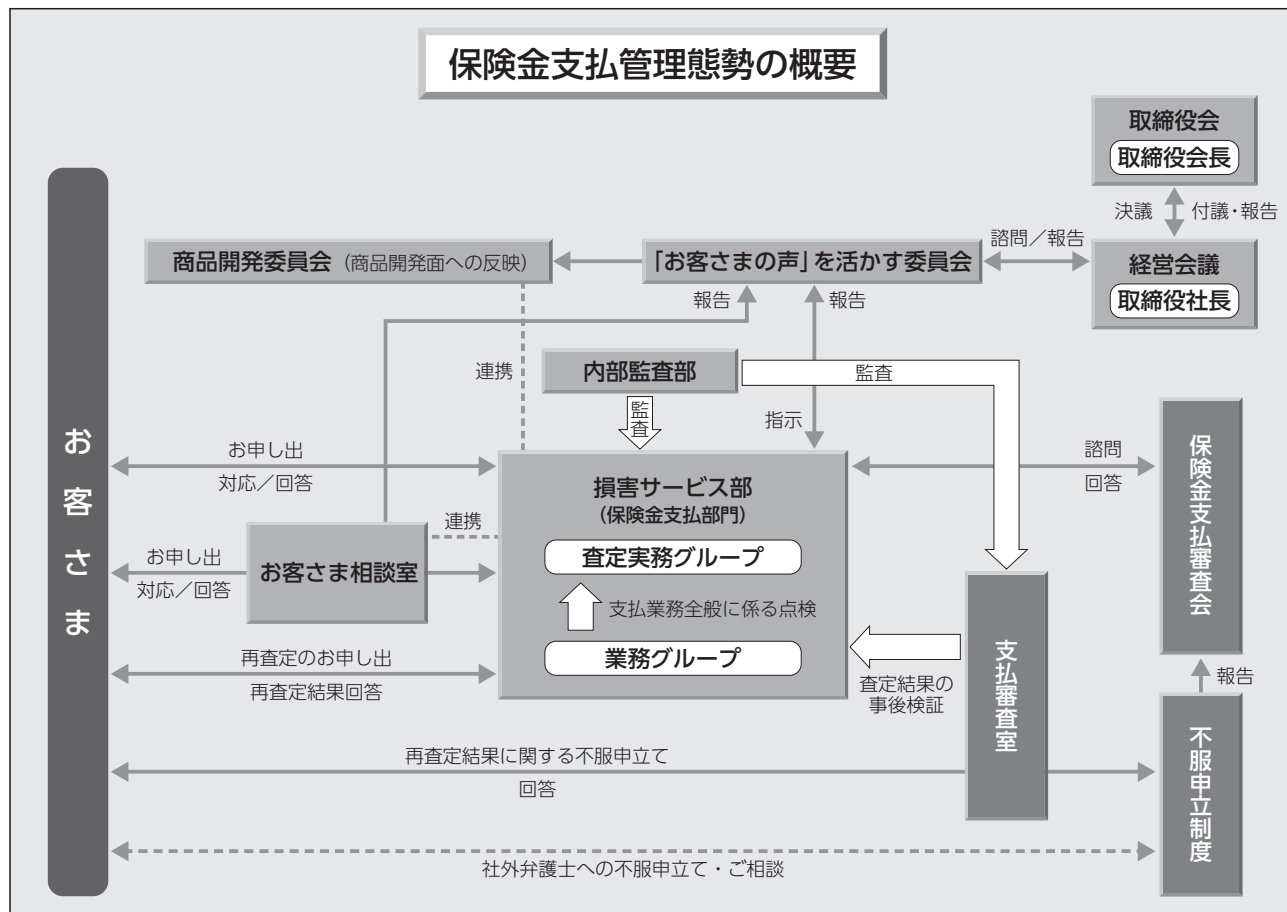 保険金支払管理態勢の概要
取締役会
取締役会長
決議
付議・報告
商品開発委員会（商品開発面への反映）
「お客さまの声」を活かす委員会
諮問／報告
経営会議
取締役社長
報告
報告
連携
内部監査部
監査
監査
指示
お客さま
お申し出
対応／回答
損害サービス部
（保険金支払部門）
諮問
回答
保険金支払審査会
連携
お客さま相談室
お申し出
対応／回答
査定実務グループ
支払業務全般に係る点検
業務グループ
再査定のお申し出
再査定結果回答
査定結果の
事後検証
支払審査室
報告
不服申立制度
再査定結果に関する不服申立て
回答
社外弁護士への不服申立て・ご相談